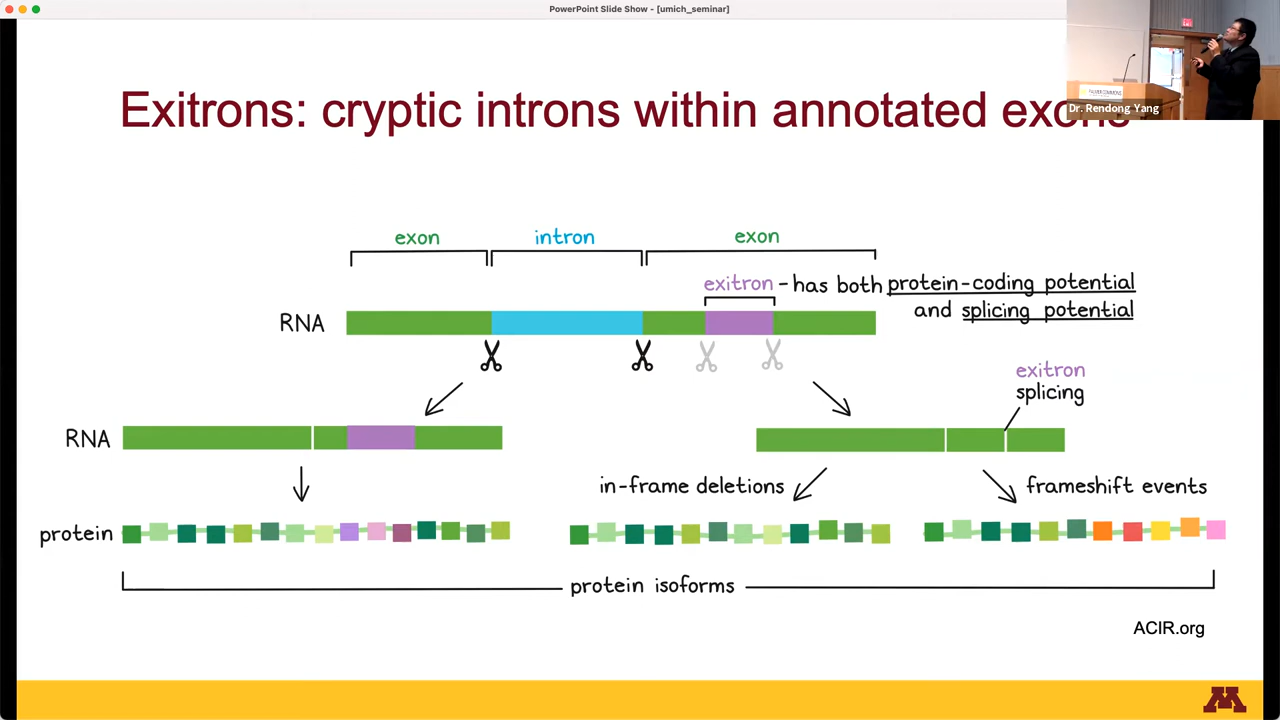 PowerPoint Slide Show - [umich_seminar]
Exitrons: cryptic introns within annotated exons
PALMER COMMONS
Dr. Rendong Yang
exon
intron
exon
exitron - has both protein-coding potential
and splicing potential
RNA
exitron
splicing
RNA
in-frame deletions
frameshift events
protein
protein isoforms
ACIR.org
M